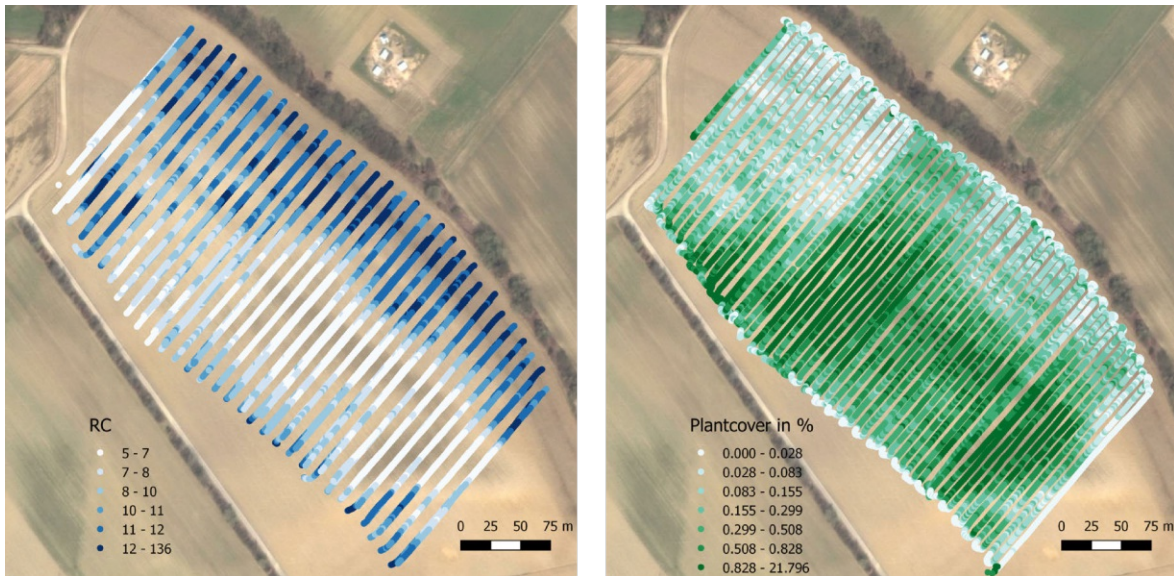 RC
5 - 7
7 - 8
8 - 10
10 - 11
11 - 12
12 - 136
0 25 50 75 m
Plantcover in %
0.000 - 0.028
0.028 - 0.083
0.083 - 0.155
0.155 - 0.299
0.299 - 0.508
0.508 - 0.828
0.828 - 21.796
0 25 50 75 m